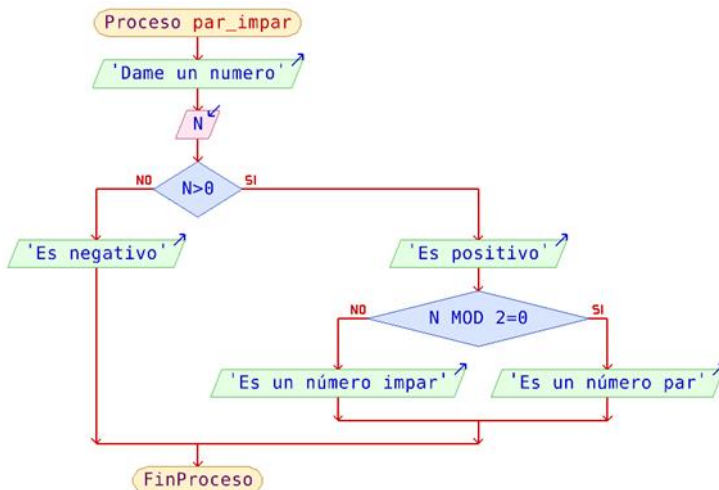 Proceso par_impar
'Dame un numero'
N
NO
N>0
SI
'Es negativo'
'Es positivo'
NO
N MOD 2=0
SI
'Es un número impar'
'Es un número par'
FinProceso